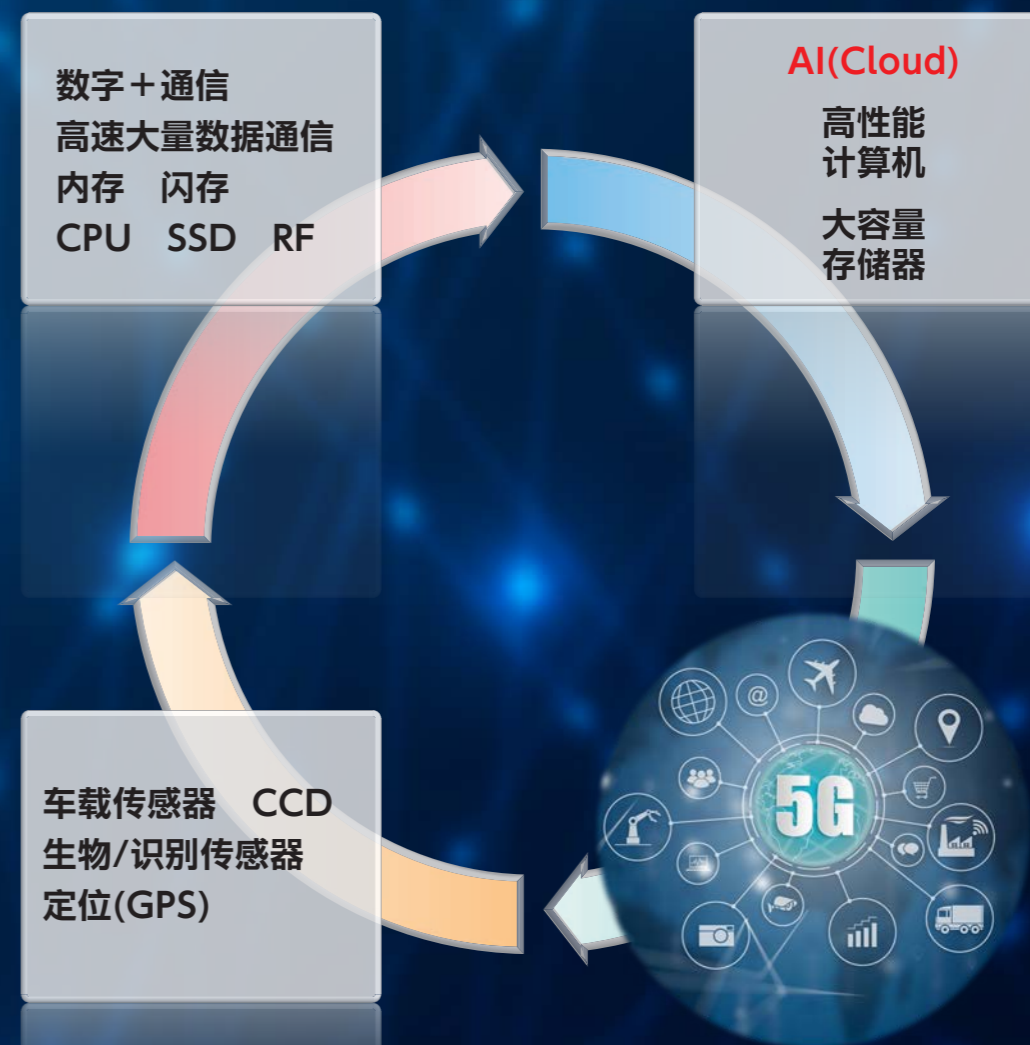 数字＋通信
高速大量数据通信
内存　闪存
CPU　SSD　RF
AI(Cloud)
高性能
计算机
大容量
存储器
车载传感器　CCD
生物/识别传感器
定位(GPS)
@
5G